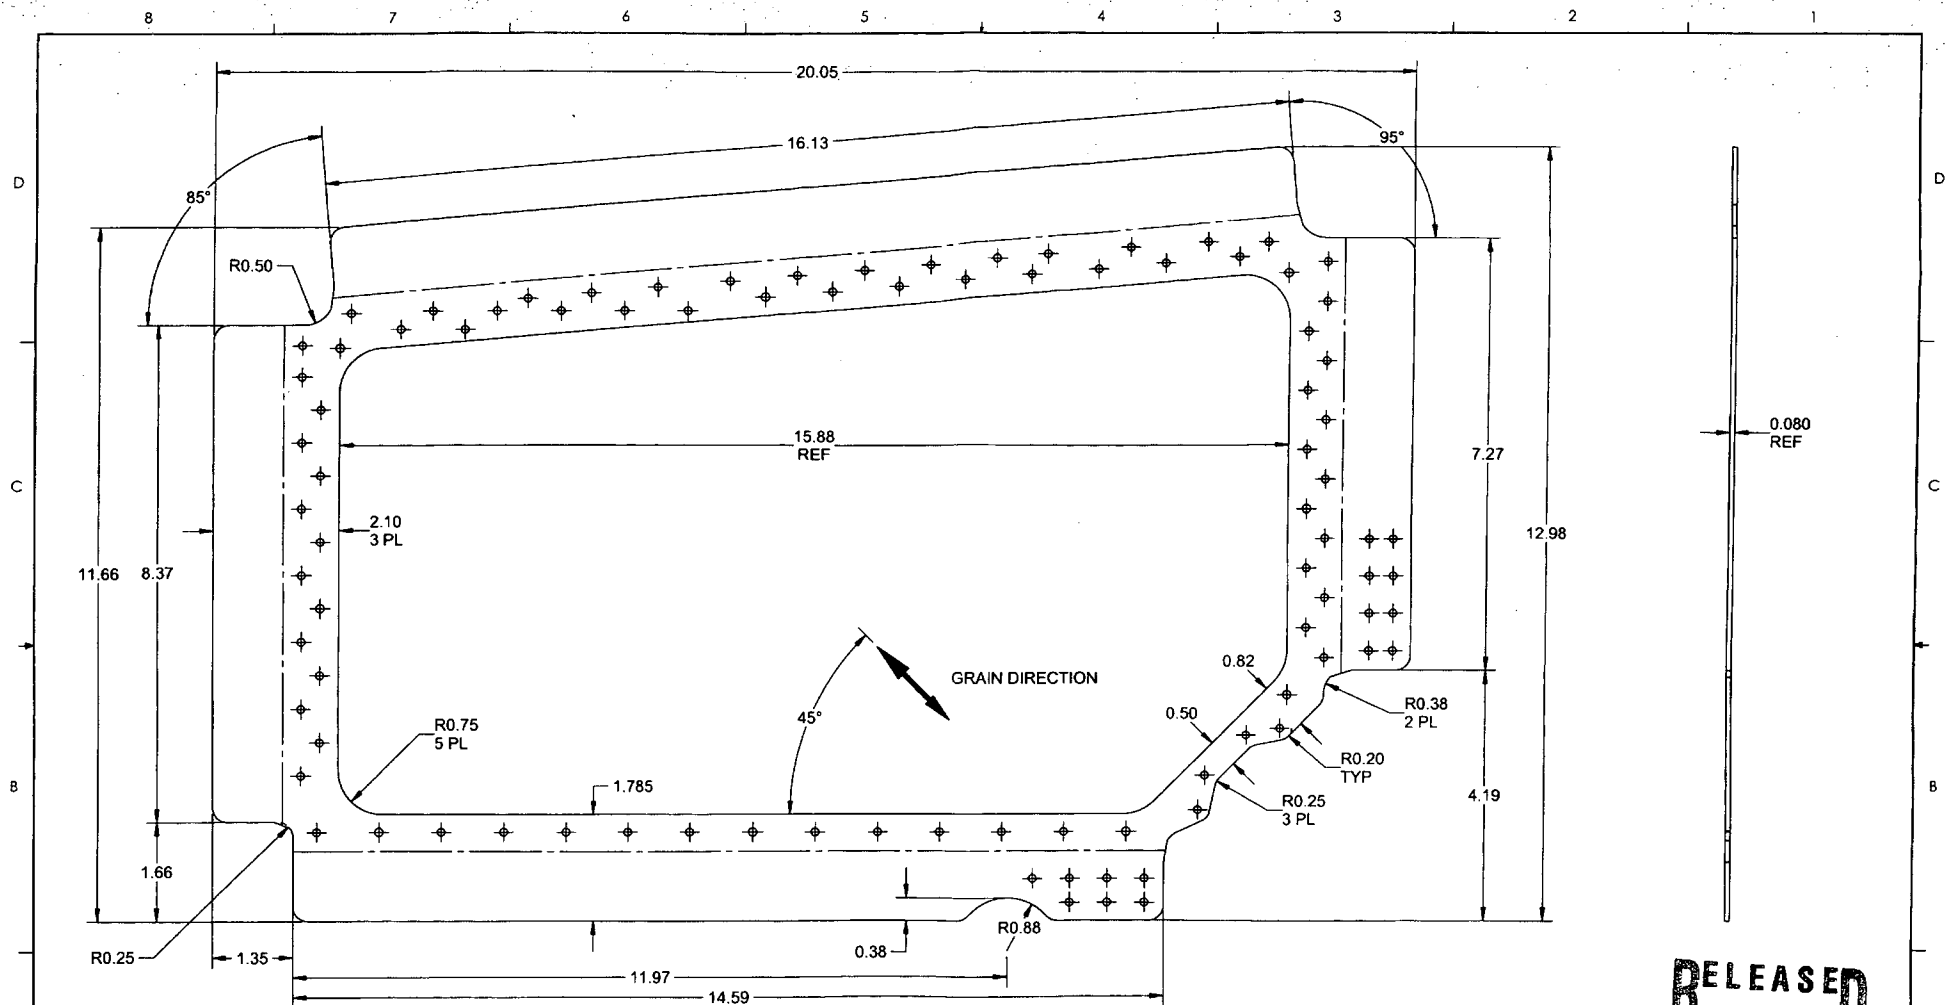 8 7 6 5 4 3 2 1
20.05
16.13
95°
D
D
85°
R0.50
0.080
REF
15.88
REF
7.27
C
C
2.10
3 PL
12.98
11.66
8.37
0.82
GRAIN DIRECTION
R0.38
2 PL
45°
0.50
R0.75
5 PL
R0.20
TYP
B
1.785
B
R0.25
3 PL
4.19
1.66
R0.88
0.38
R0.25
1.35
11.97
14.59
RELEASED